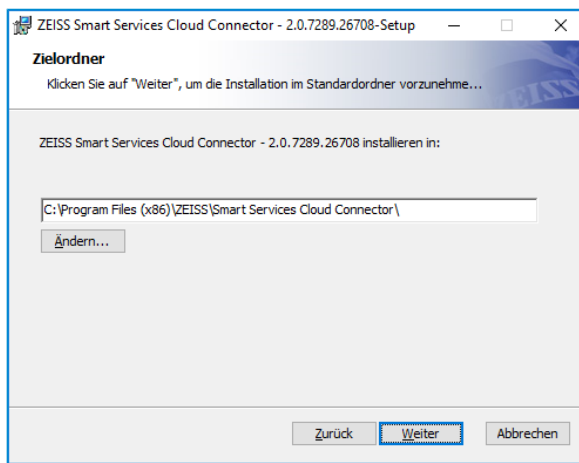 ZEISS Smart Services Cloud Connector - 2.0.7289.26708-Setup
Zielordner
Klicken Sie auf "Weiter", um die Installation im Standardordner vorzunehme...
ZEISS
ZEISS Smart Services Cloud Connector - 2.0.7289.26708 installieren in:
C:\Program Files (x86)\ZEISS\Smart Services Cloud Connector\
Ändern...
Zurück Weiter Abbrechen